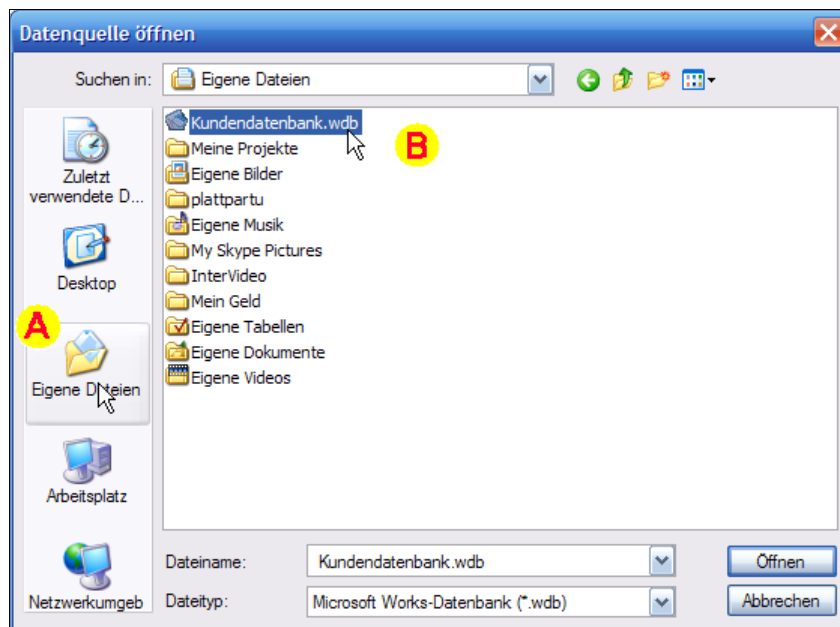 Datenquelle öffnen
Suchen in: Eigene Dateien
Kundendatenbank.wdb
B
Meine Projekte
Eigene Bilder
plattpartu
Eigene Musik
My Skype Pictures
InterVideo
Mein Geld
Eigene Tabellen
Eigene Dokumente
Eigene Videos
Zuletzt
verwendete D...
Desktop
A
Eigene Dateien
Arbeitsplatz
Netzwerkumgeb
Dateiname: Kundendatenbank.wdb Öffnen
Dateityp: Microsoft Works-Datenbank (*.wdb) Abbrechen